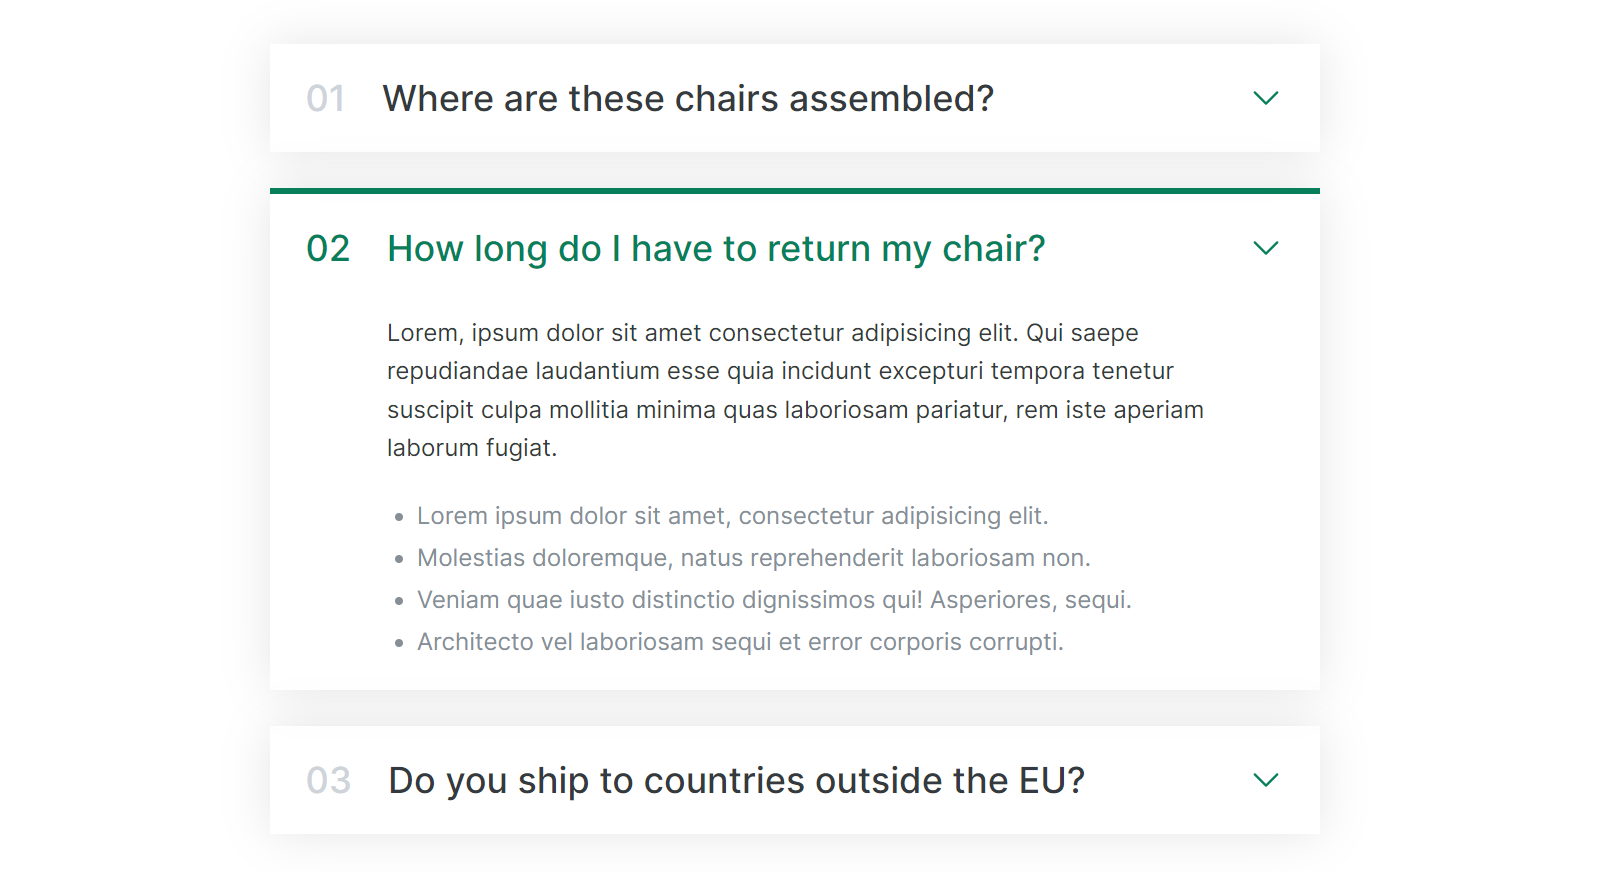 01 Where are these chairs assembled?
02 How long do I have to return my chair?
Lorem, ipsum dolor sit amet consectetur adipisicing elit. Qui saepe
repudiandae laudantium esse quia incidunt excepturi tempora tenetur
suscipit culpa mollitia minima quas laboriosam pariatur, rem iste aperiam
laborum fugiat.
• Lorem ipsum dolor sit amet, consectetur adipisicing elit.
• Molestias doloremque, natus reprehenderit laboriosam non.
• Veniam quae iusto distinctio dignissimos qui! Asperiores, sequi.
• Architecto vel laboriosam sequi et error corporis corrupti.
03 Do you ship to countries outside the EU?